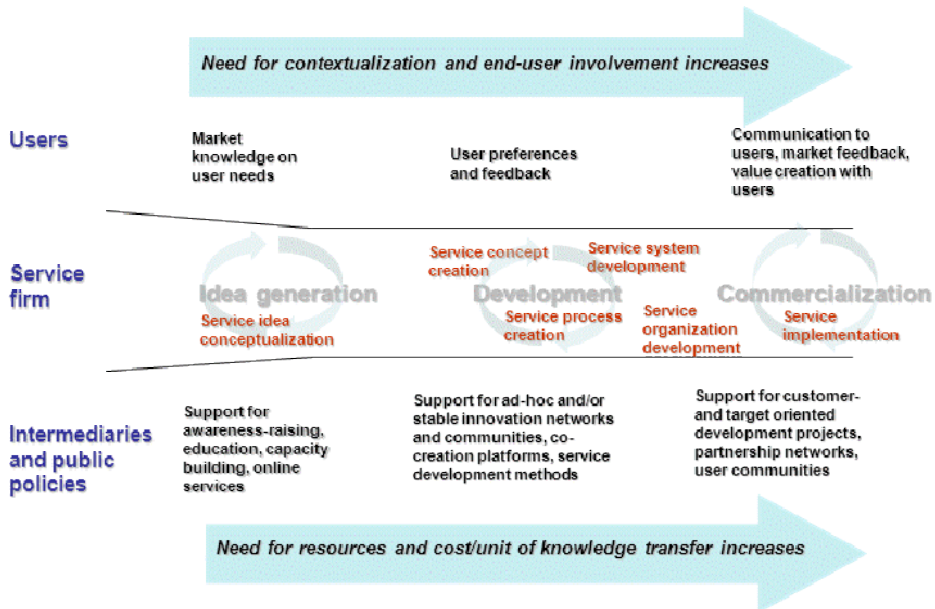 Need for contextualization and end-user involvement increases
Users
Market
knowledge on
user needs
User preferences
and feedback
Communication to
users, market feedback,
value creation with
users
Service
firm
Idea generation
Service idea
conceptualization
Service concept
creation
Service system
development
Development
Service process
creation
Service
organization
development
Commercialization
Service
implementation
Intermediaries
and public
policies
Support for
awareness-raising,
education, capacity
building, online
services
Support for ad-hoc and/or
stable innovation networks
and communities, co-
creation platforms, service
development methods
Support for customer-
and target oriented
development projects,
partnership networks,
user communities
Need for resources and cost/unit of knowledge transfer increases